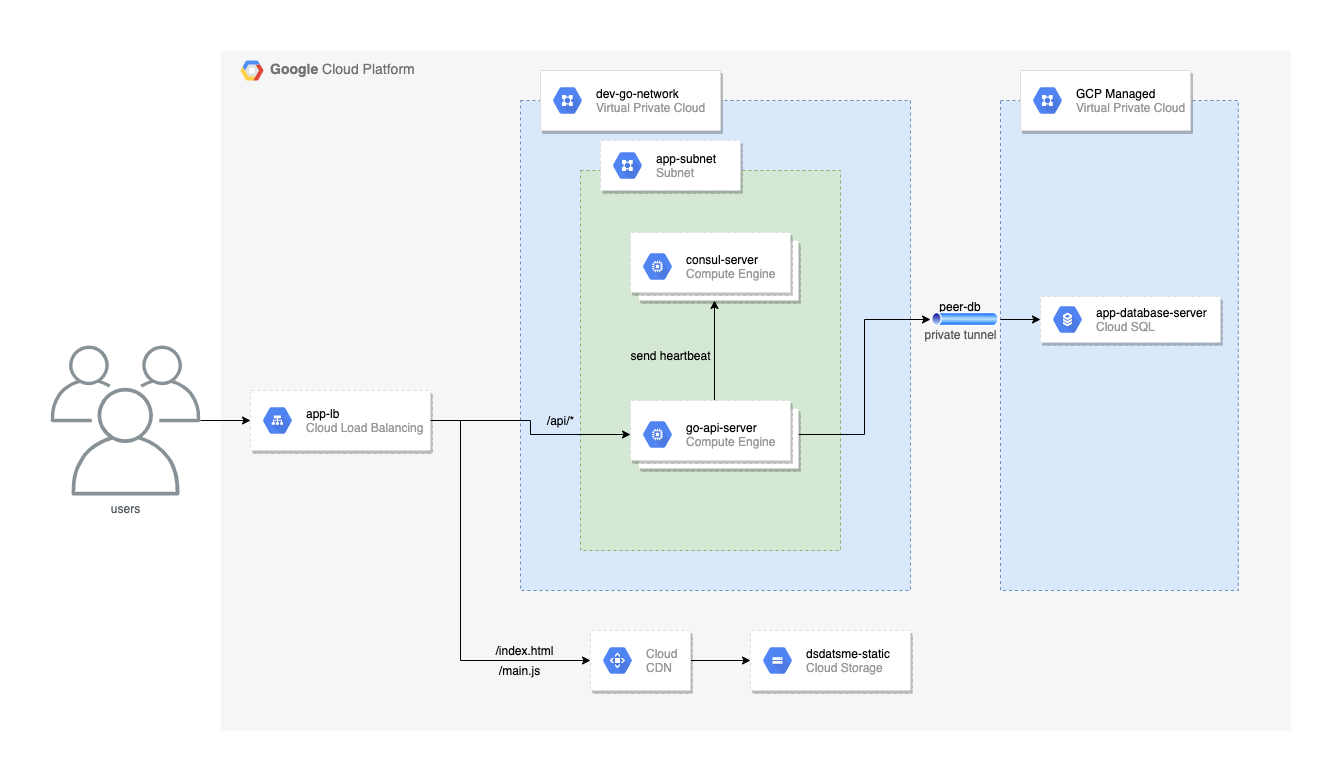 Google Cloud Platform
dev-go-network
Virtual Private Cloud
GCP Managed
Virtual Private Cloud
app-subnet
Subnet
consul-server
Compute Engine
peer-db
private tunnel
app-database-server
Cloud SQL
send heartbeat
app-lb
Cloud Load Balancing
/api/*
go-api-server
Compute Engine
users
/index.html
/main.js
Cloud
CDN
dsdatsme-static
Cloud Storage